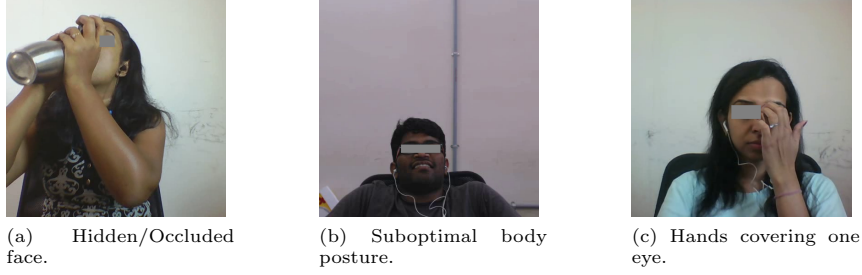 (a) Hidden/Occluded
face.
(b) Suboptimal body
posture.
(c) Hands covering one
eye.